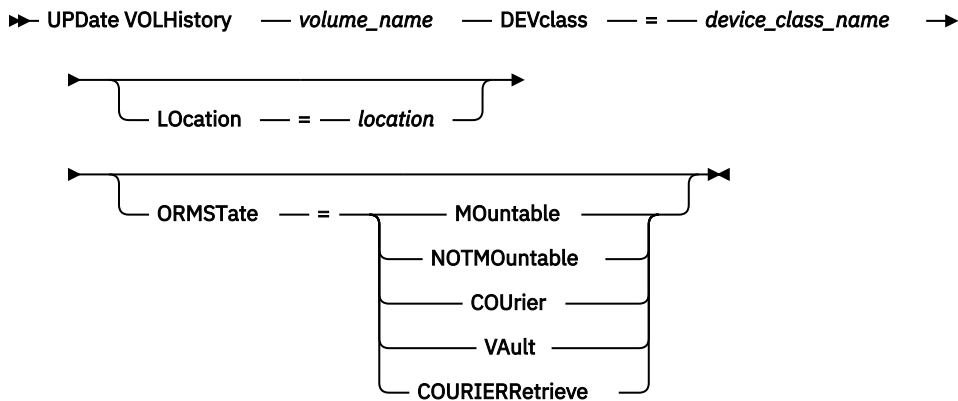 UPDate VOLHistory volume_name DEVclass = device_class_name
LOcation = location
ORMSTate = MOuntable
NOTMOuntable
COUrier
VAult
COURIERRetrieve